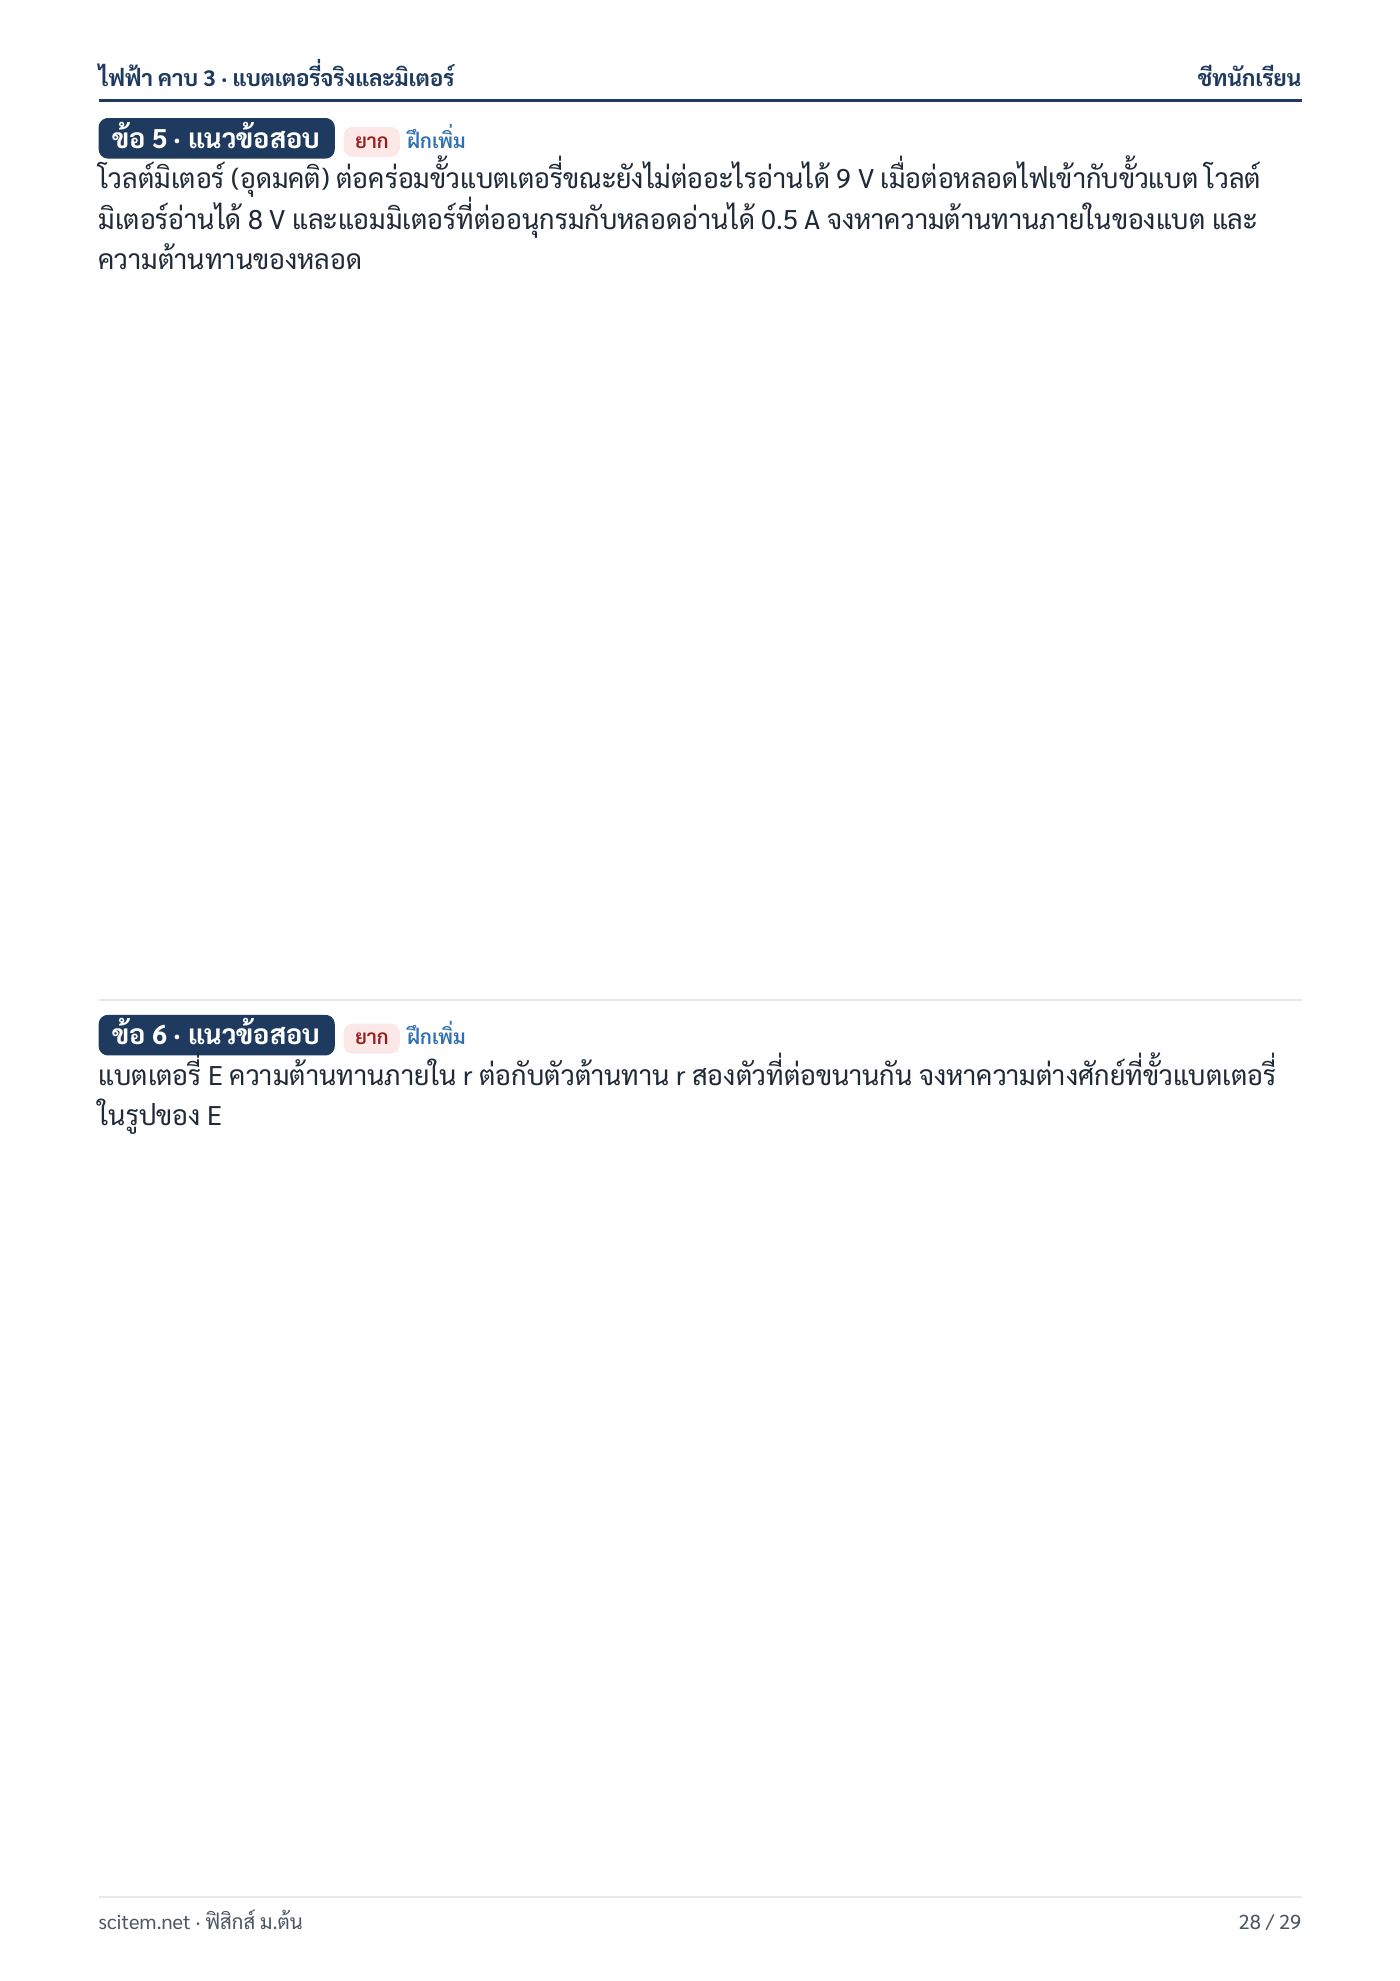 ไฟฟ้า คาบ 3 · แบตเตอรี่จริงและมิเตอร์
ชีทนักเรียน
ข้อ 5 · แนวข้อสอบ ยาก ฝึกเพิ่ม
โวลต์มิเตอร์ (อุดมคติ) ต่อคร่อมขั้วแบตเตอรี่ขณะยังไม่ต่ออะไรอ่านได้ 9 V เมื่อต่อหลอดไฟเข้ากับขั้วแบต โวลต์
มิเตอร์อ่านได้ 8 V และแอมมิเตอร์ที่ต่ออนุกรมกับหลอดอ่านได้ 0.5 A จงหาความต้านทานภายในของแบต และ
ความต้านทานของหลอด
ข้อ 6 · แนวข้อสอบ ยาก ฝึกเพิ่ม
แบตเตอรี่ E ความต้านทานภายใน r ต่อกับตัวต้านทาน r สองตัวที่ต่อขนานกัน จงหาความต่างศักย์ที่ขั้วแบตเตอรี่
ในรูปของ E
scitem.net · ฟิสิกส์ ม.ต้น
28 / 29